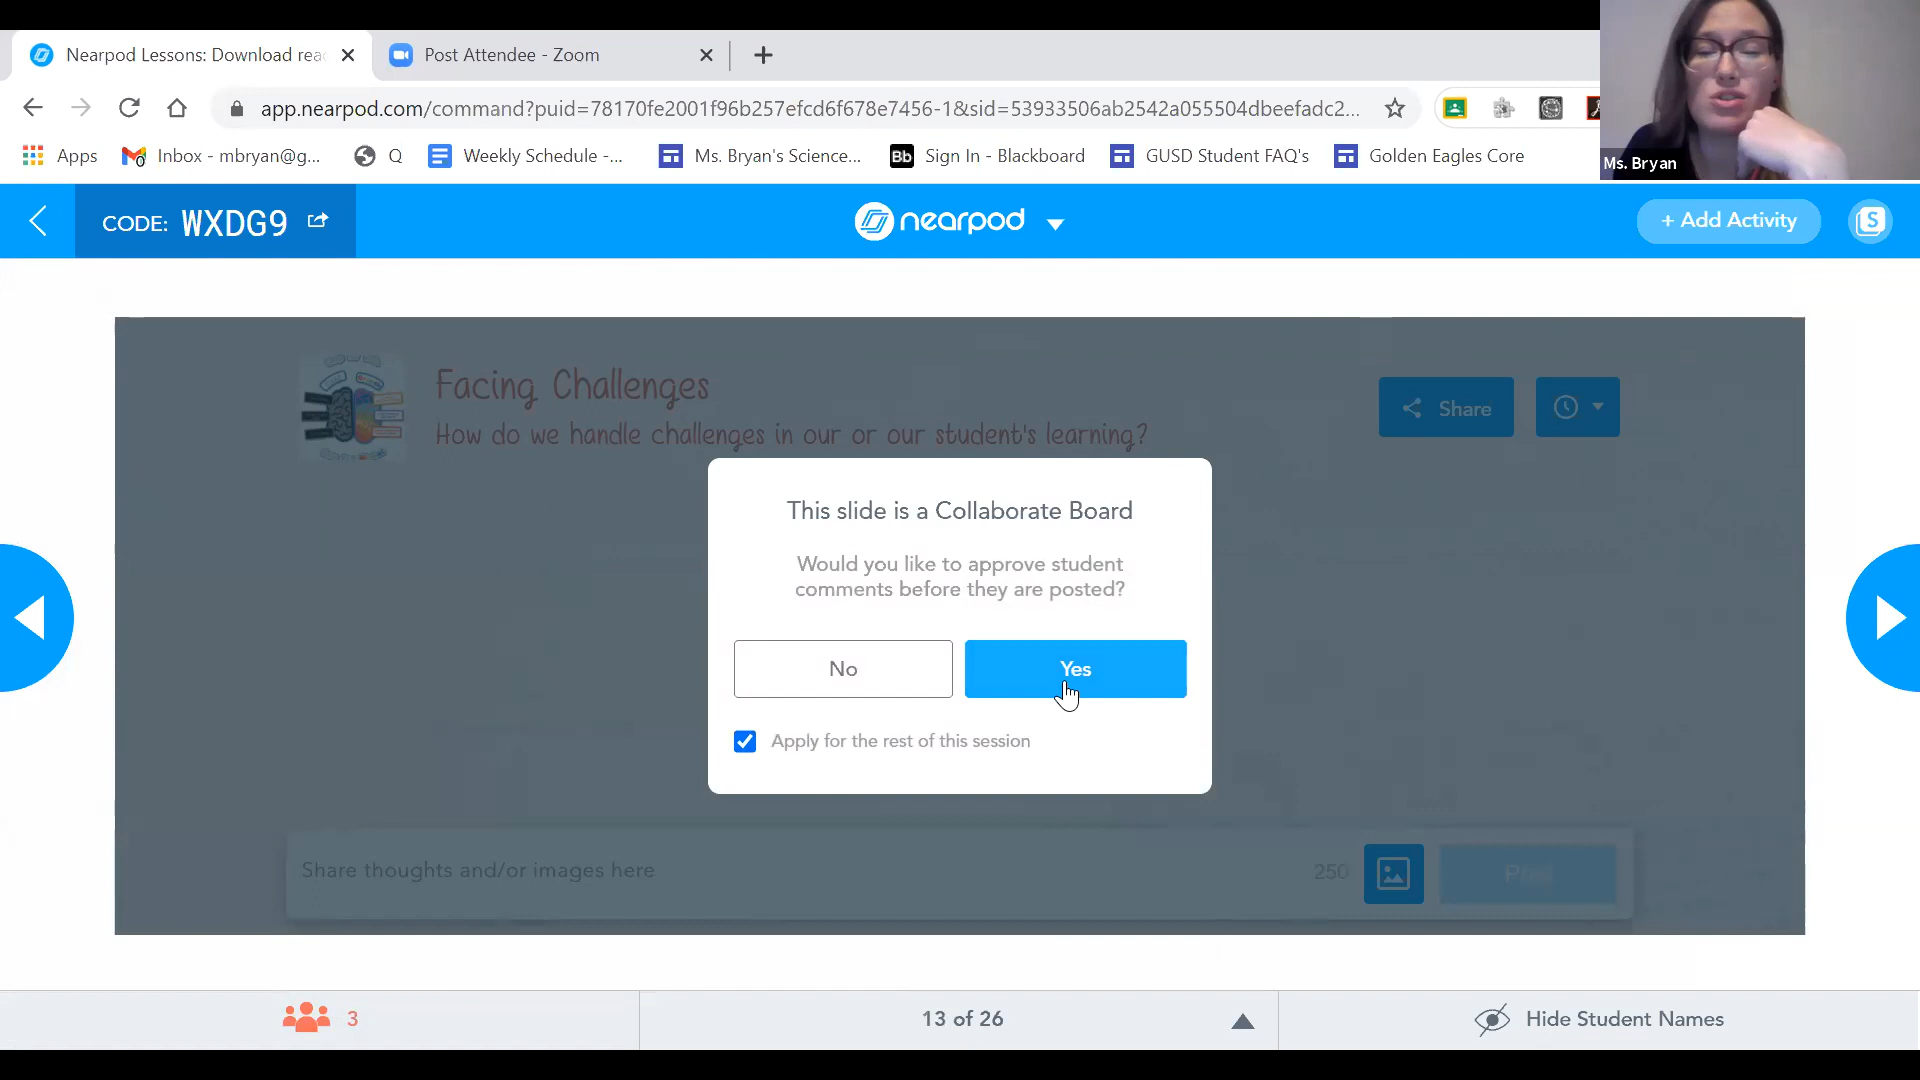 Nearpod Lessons: Download rea
Post Attendee - Zoom
app.nearpod.com/command?puid=78170fe2001f96b257efcd6f678e7456-1&sid=53933506ab2542a055504dbeefadc2...
Apps
Inbox - mbryan@g...
Q
Weekly Schedule -...
Ms. Bryan's Science...
Bb Sign In - Blackboard
GUSD Student FAQ's
Golden Eagles Core
Ms. Bryan
CODE: WXDG9
nearpod
+ Add Activity
S
Facing Challenges
How do we handle challenges in our or our student's learning?
Share
This slide is a Collaborate Board
Would you like to approve student
comments before they are posted?
No
Yes
Apply for the rest of this session
Share thoughts and/or images here
250
Post
3
13 of 26
Hide Student Names